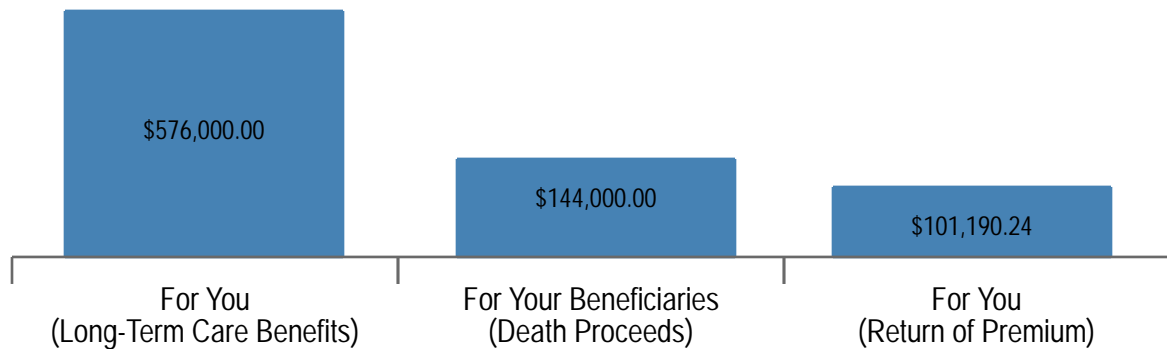 $576,000.00
$144,000.00
$101,190.24
For You
(Long-Term Care Benefits)
For Your Beneficiaries
(Death Proceeds)
For You
(Return of Premium)